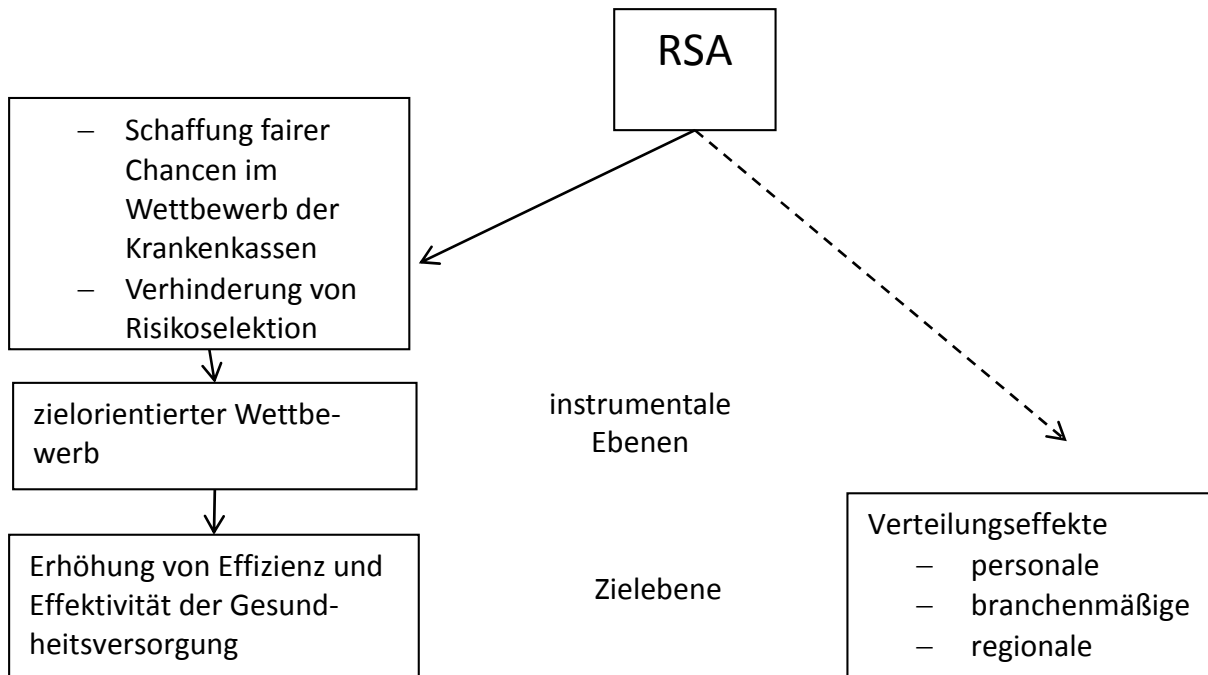 RSA
– Schaffung fairer
Chancen im
Wettbewerb der
Krankenkassen
– Verhinderung von
Risikoselektion
zielorientierter Wettbe-
werb
instrumentale
Ebenen
Erhöhung von Effizienz und
Effektivität der Gesund-
heitsversorgung
Zielebene
Verteilungseffekte
– personale
– branchenmäßige
– regionale